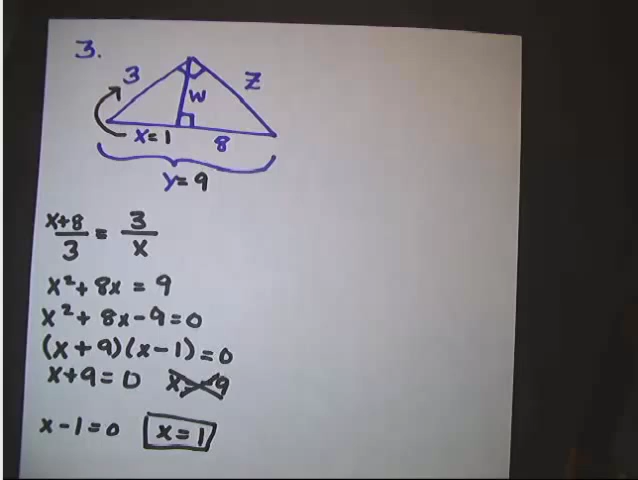 3.
3
Z
W
x=1
8
y=9
x+8/3 = 3/x
x² + 8x = 9
x² + 8x - 9 = 0
(x + 9)(x - 1) = 0
x + 9 = 0 x = -9
x - 1 = 0 x = 1